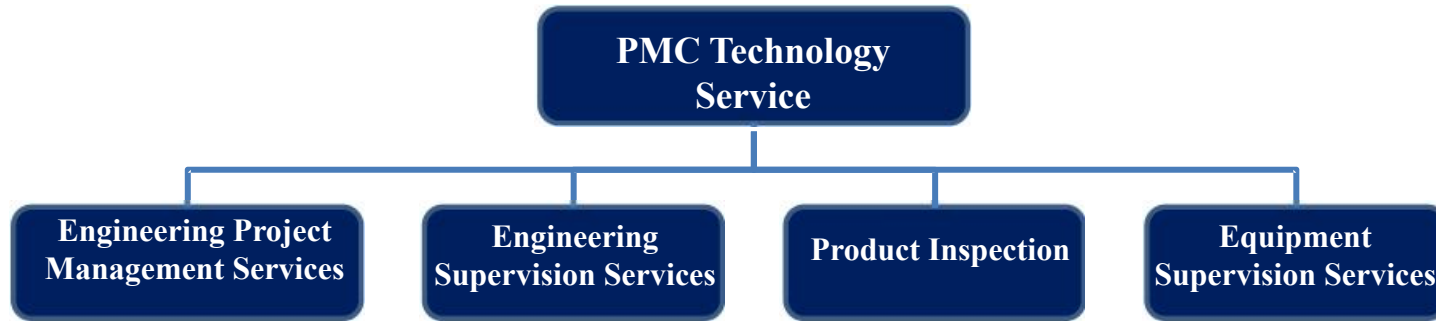 PMC Technology
Service
Engineering Project
Management Services
Engineering
Supervision Services
Product Inspection
Equipment
Supervision Services